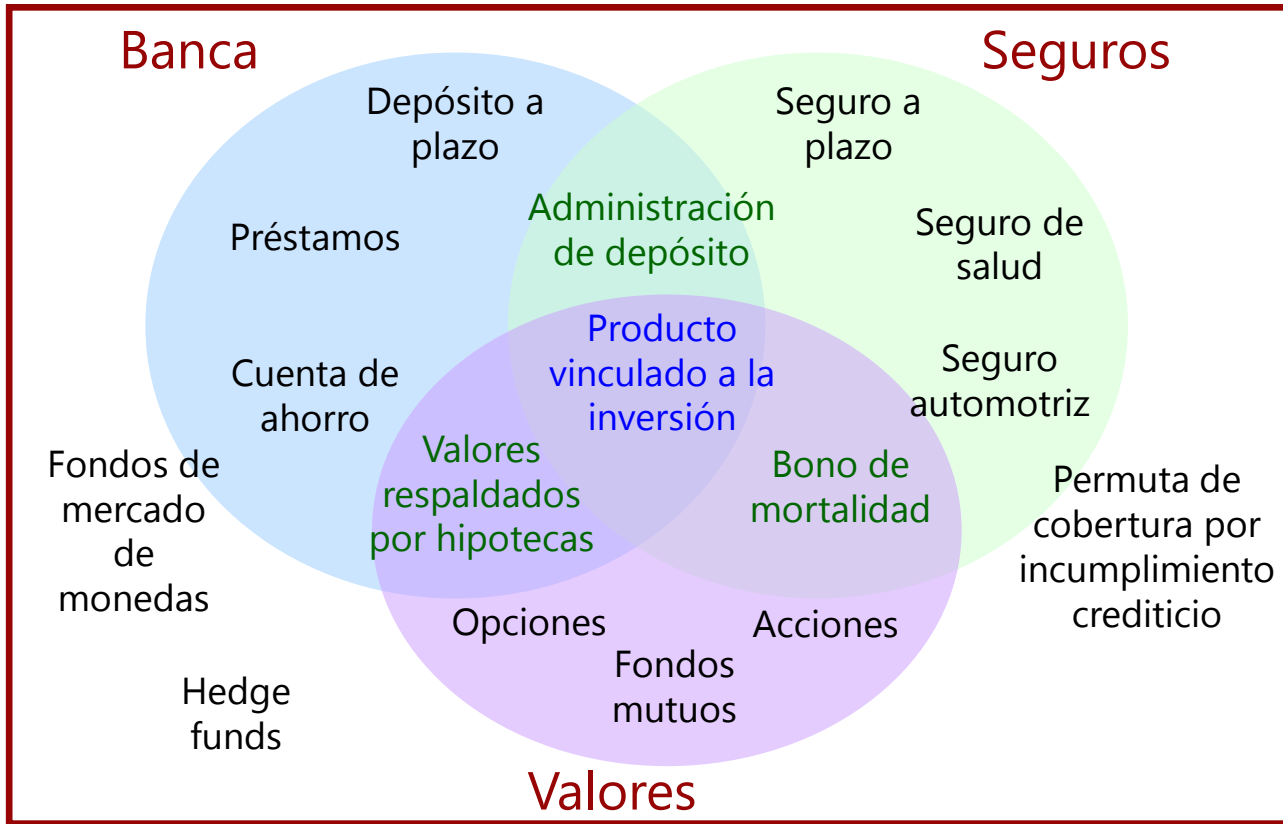 Banca
Seguros
Depósito a
plazo
Seguro a
plazo
Préstamos
Administración
de depósito
Seguro de
salud
Cuenta de
ahorro
Producto
vinculado a la
inversión
Seguro
automotriz
Fondos de
mercado
de
monedas
Valores
respaldados
por hipotecas
Bono de
mortalidad
Permuta de
cobertura por
incumplimiento
crediticio
Opciones
Acciones
Fondos
mutuos
Hedge
funds
Valores